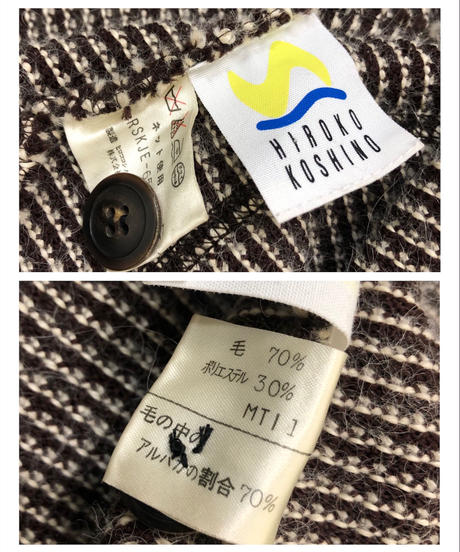 HIROKO
KOSHINO
ネット使用
RSKJE-65
毛 70%
ポリエステル 30%
MT11
毛の中の
アルパカの割合 70%